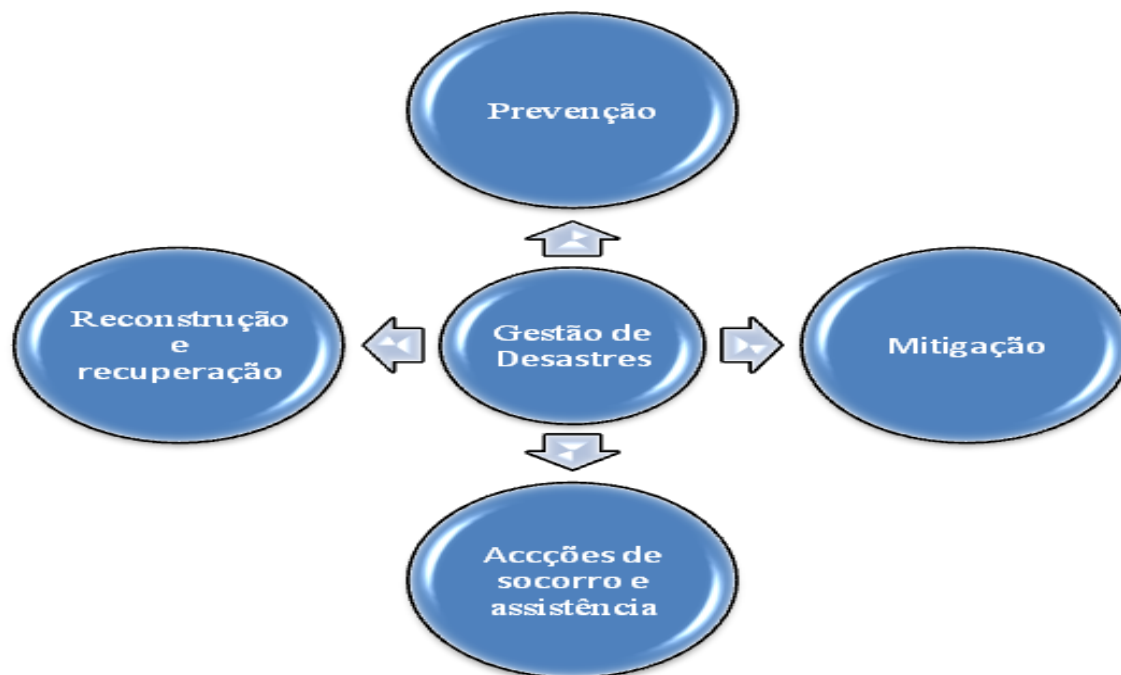 Prevenção
Reconstrução
e
recuperação
Gestão de
Desastres
Mitigação
Accções de
socorro e
assistência